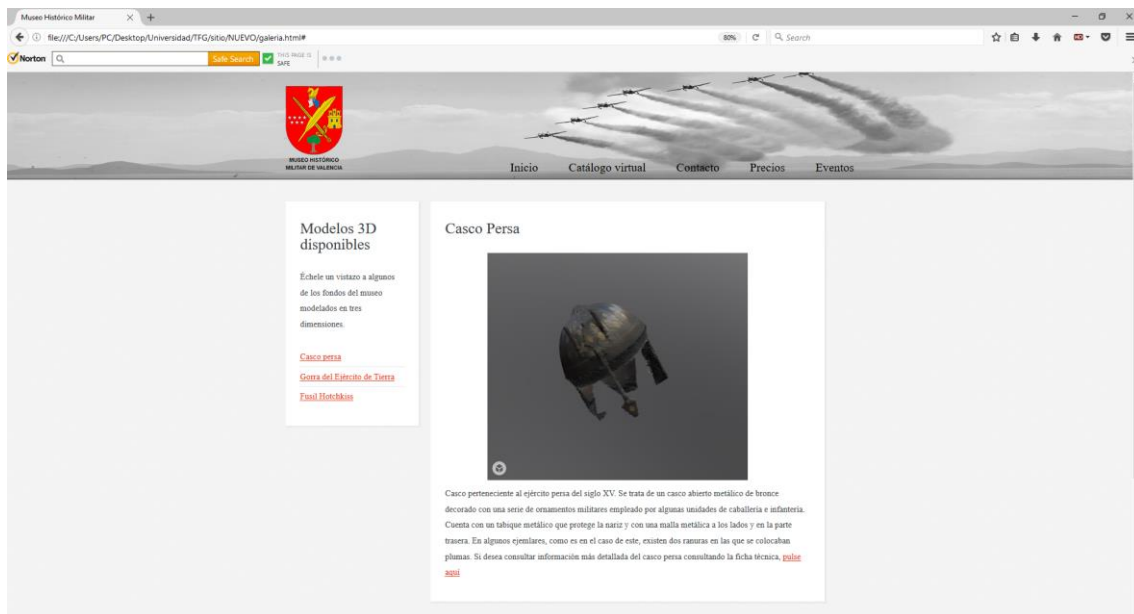 Museo Histórico Militar
file:///C:/Users/PC/Desktop/Universidad/TFG/sitio/NUEVO/galeria.html#
80%
Search
Norton
Safe Search
THIS PAGE IS
SAFE
MUSEO HISTÓRICO
MILITAR DE VALENCIA
Inicio Catálogo virtual Contacto Precios Eventos
Modelos 3D
disponibles
Échele un vistazo a algunos
de los fondos del museo
modelados en tres
dimensiones.
Casco persa
Gorra del Ejército de Tierra
Fusil Hotchkiss
Casco Persa
Casco perteneciente al ejército persa del siglo XV. Se trata de un casco abierto metálico de bronce
decorado con una serie de ornamentos militares empleado por algunas unidades de caballería e infantería.
Cuenta con un tabique metálico que protege la nariz y con una malla metálica a los lados y en la parte
trasera. En algunos ejemlares, como es en el caso de este, existen dos ranuras en las que se colocaban
plumas. Si desea consultar información más detallada del casco persa consultando la ficha técnica, pulse
aquí